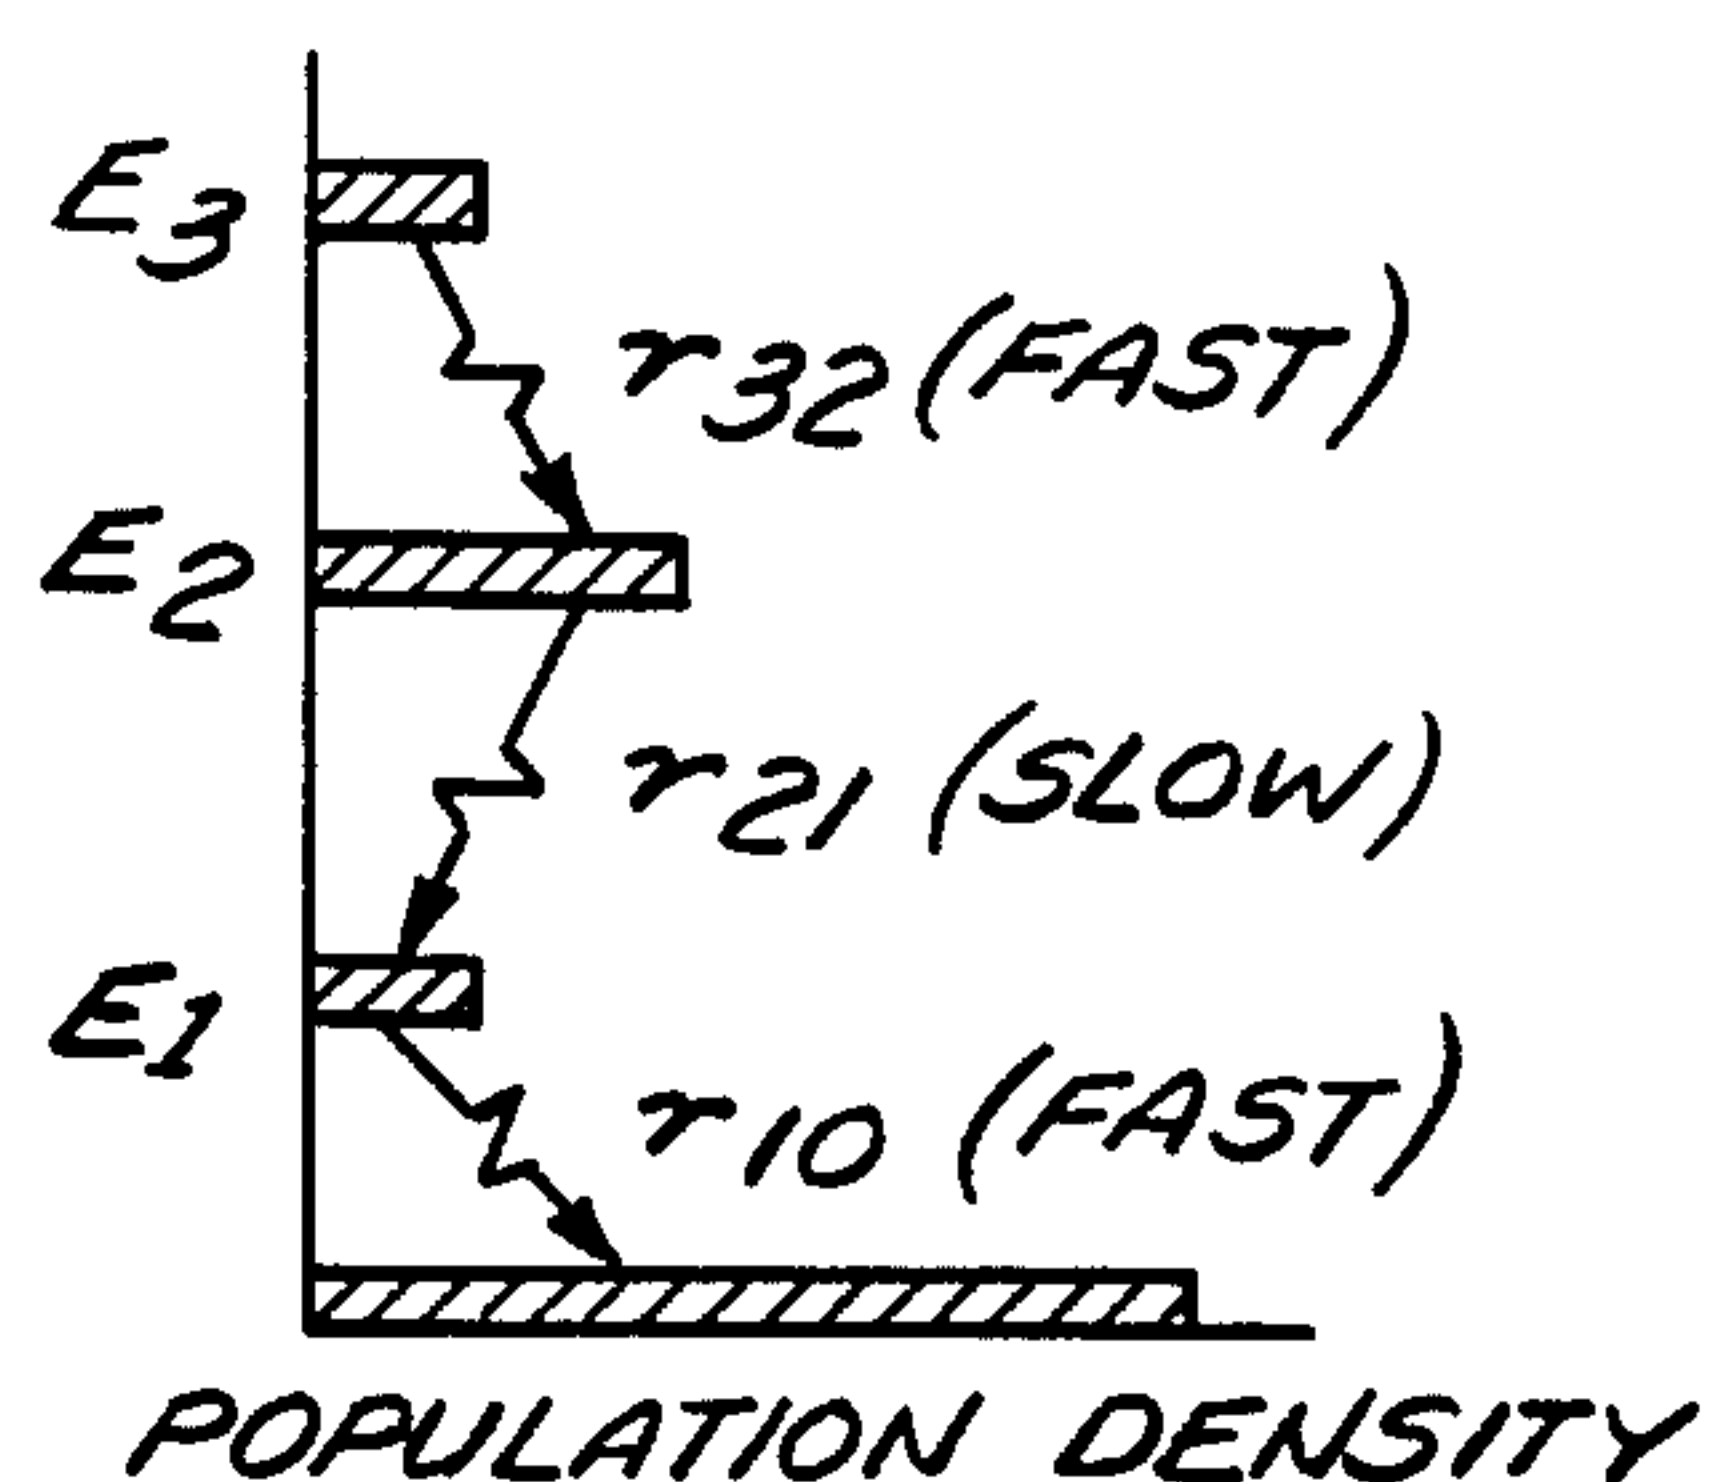 E3
r32 (FAST)
E2
r21 (SLOW)
E1
r10 (FAST)
POPULATION DENSITY